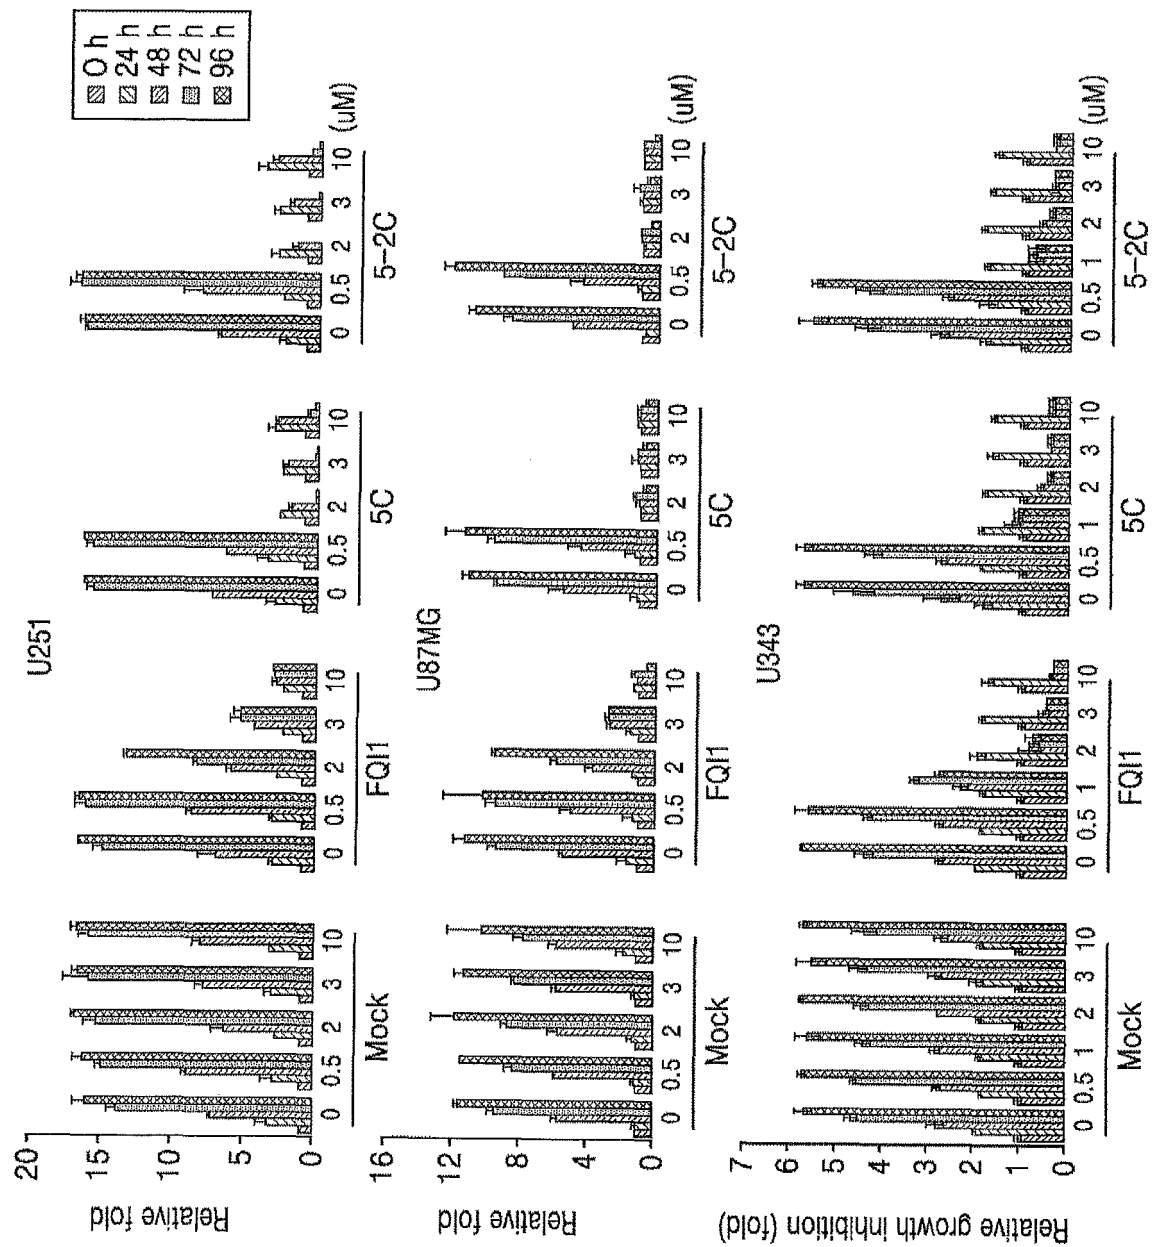 0 h
24 h
48 h
72 h
96 h
U251
Relative fold
20
15
10
5
0
0 0.5 2 3 10 0 0.5 2 3 10 0 0.5 2 3 10 0 0.5 2 3 10 (uM)
Mock FQI1 5C 5-2C
U87MG
Relative fold
16
12
8
4
0
0 0.5 2 3 10 0 0.5 2 3 10 0 0.5 2 3 10 0 0.5 2 3 10
Mock FQI1 5C 5-2C
U343
Relative growth inhibition (fold)
7
6
5
4
3
2
1
0
0 0.5 1 2 3 10 0 0.5 1 2 3 10 0 0.5 1 2 3 10 0 0.5 1 2 3 10 (uM)
Mock FQI1 5C 5-2C